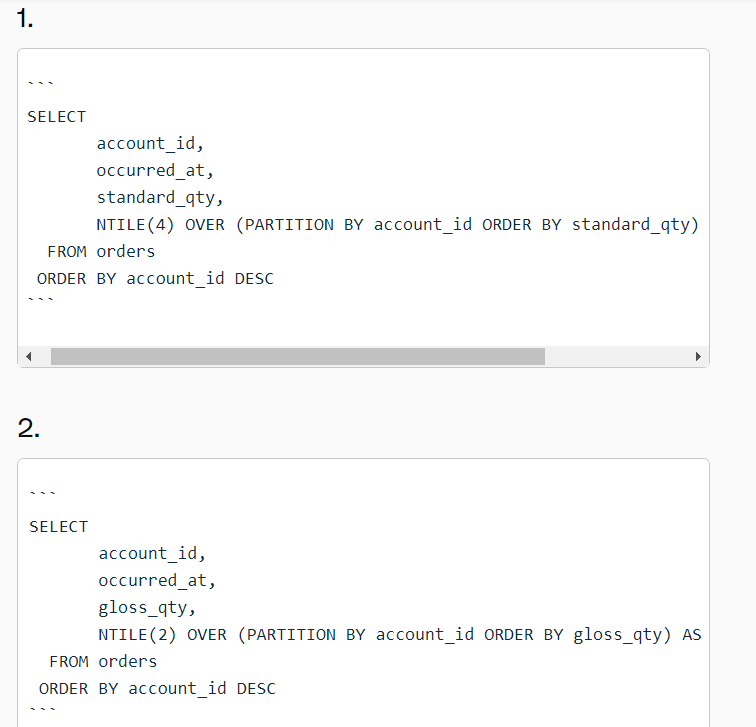 1.
```
SELECT
       account_id,
       occurred_at,
       standard_qty,
       NTILE(4) OVER (PARTITION BY account_id ORDER BY standard_qty)
  FROM orders
 ORDER BY account_id DESC
```
2.
```
SELECT
       account_id,
       occurred_at,
       gloss_qty,
       NTILE(2) OVER (PARTITION BY account_id ORDER BY gloss_qty) AS
  FROM orders
 ORDER BY account_id DESC
```